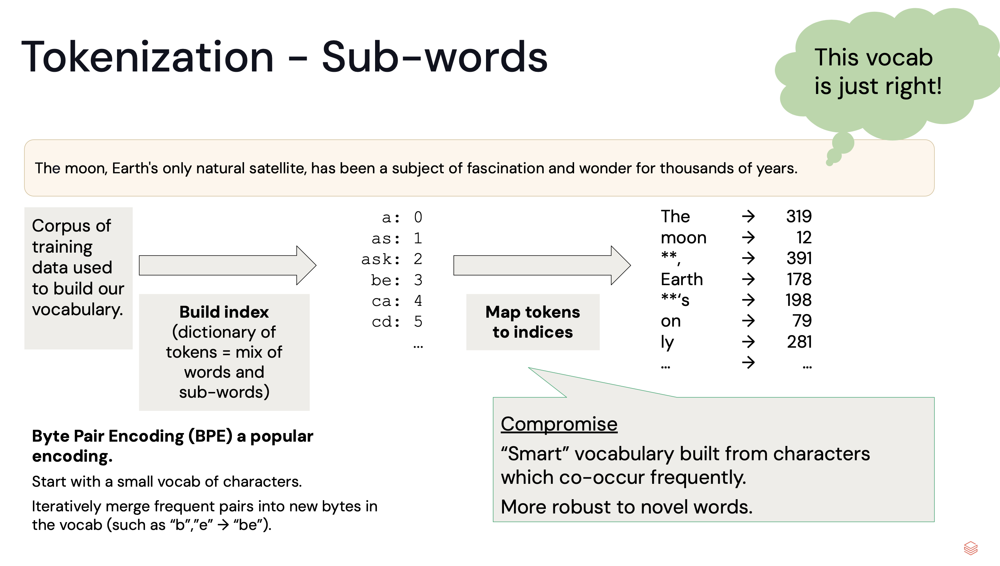 Tokenization - Sub-words
This vocab
is just right!
The moon, Earth's only natural satellite, has been a subject of fascination and wonder for thousands of years.
Corpus of
training
data used
to build our
vocabulary.
Build index
(dictionary of
tokens = mix of
words and
sub-words)
a: 0
as: 1
ask: 2
be: 3
ca: 4
cd: 5
…
Map tokens
to indices
The → 319
moon → 12
**, → 391
Earth → 178
**‘s → 198
on → 79
ly → 281
… → …
Byte Pair Encoding (BPE) a popular
encoding.
Start with a small vocab of characters.
Iteratively merge frequent pairs into new bytes in
the vocab (such as “b”,”e” → “be”).
Compromise
“Smart” vocabulary built from characters
which co-occur frequently.
More robust to novel words.